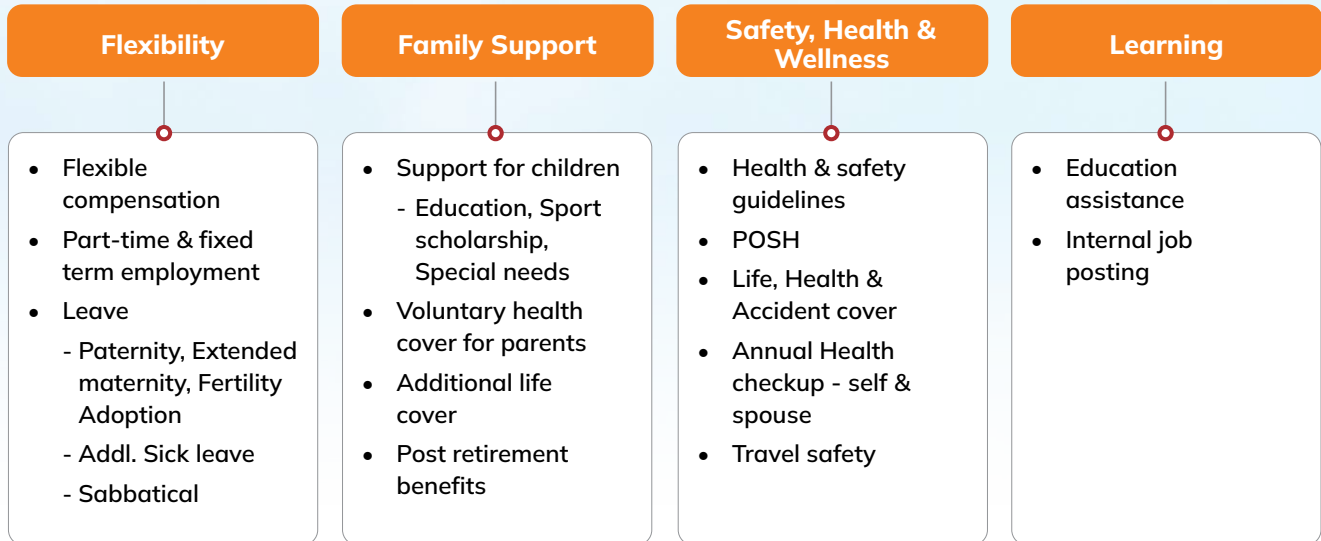 Flexibility
• Flexible
compensation
• Part-time & fixed
term employment
• Leave
- Paternity, Extended
maternity, Fertility
Adoption
- Addl. Sick leave
- Sabbatical
Family Support
• Support for children
- Education, Sport
scholarship,
Special needs
• Voluntary health
cover for parents
• Additional life
cover
• Post retirement
benefits
Safety, Health &
Wellness
• Health & safety
guidelines
• POSH
• Life, Health &
Accident cover
• Annual Health
checkup - self &
spouse
• Travel safety
Learning
• Education
assistance
• Internal job
posting